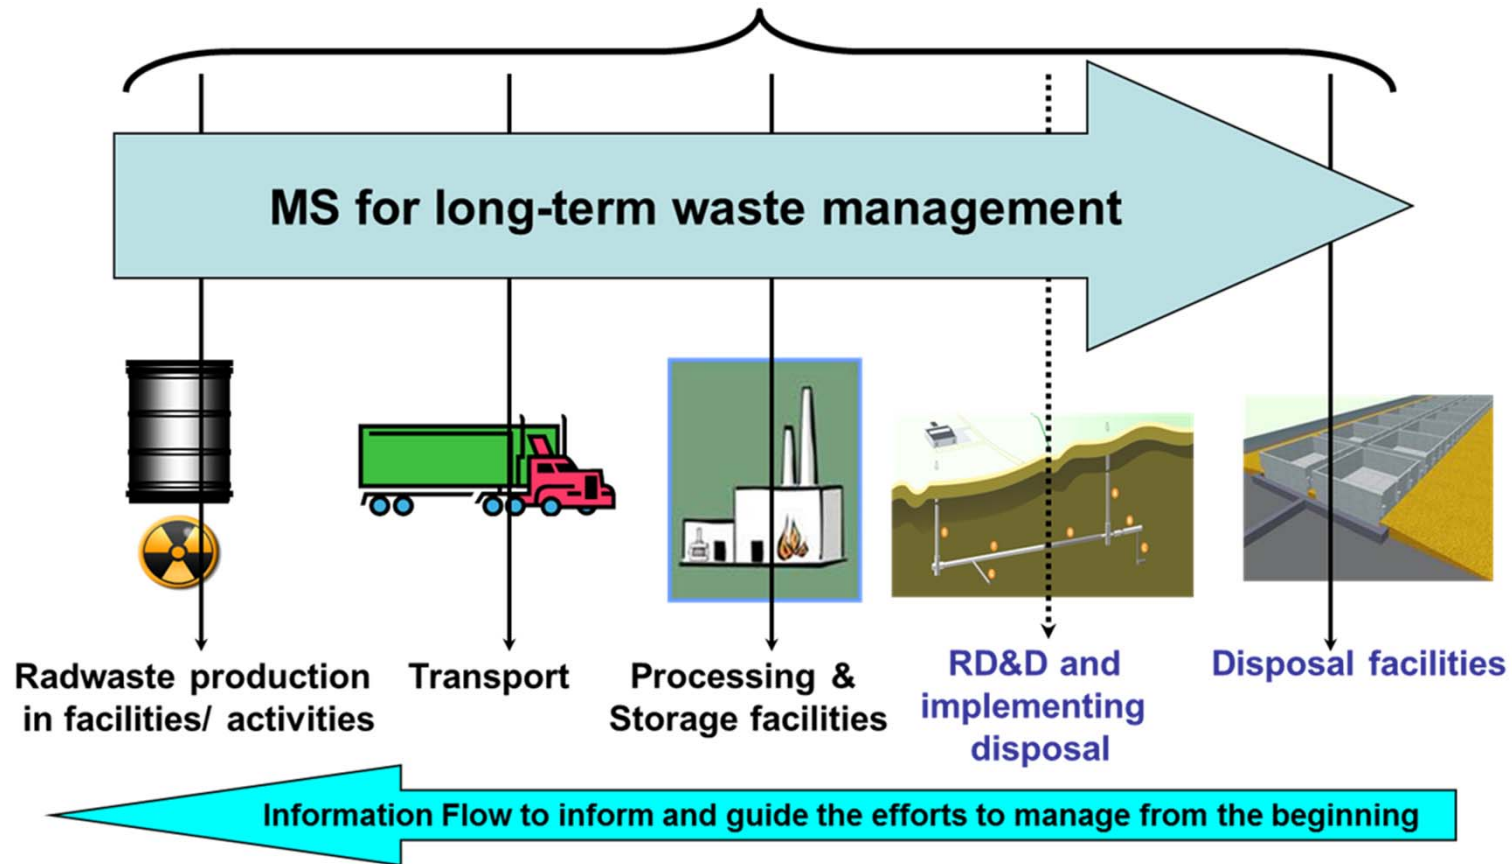 MS for long-term waste management
Radwaste production
in facilities/ activities
Transport
Processing &
Storage facilities
RD&D and
implementing
disposal
Disposal facilities
Information Flow to inform and guide the efforts to manage from the beginning